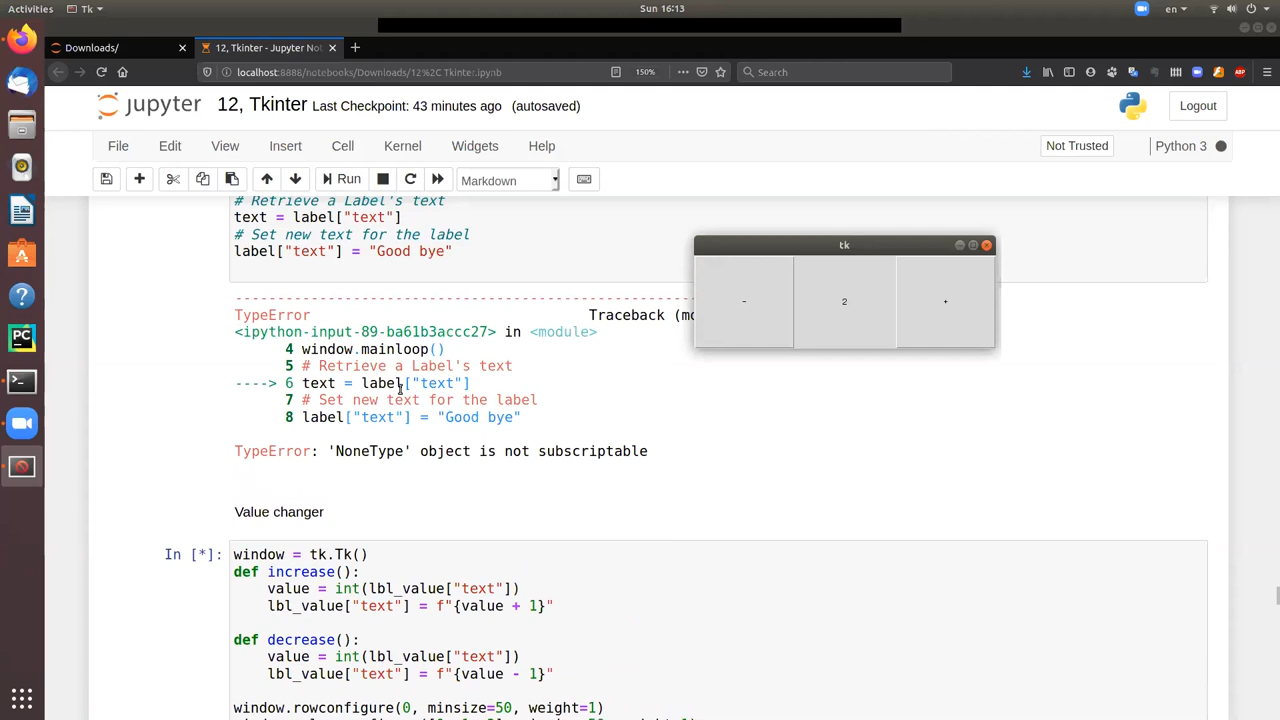 Activities Tk Sun 16:13 en
Downloads/ 12, Tkinter - Jupyter No
localhost:8888/notebooks/Downloads/12%2C Tkinter.ipynb 150% Search
jupyter 12, Tkinter Last Checkpoint: 43 minutes ago (autosaved) Logout
File Edit View Insert Cell Kernel Widgets Help Not Trusted Python 3
Run Markdown
# Retrieve a Label's text
text = label["text"]
# Set new text for the label
label["text"] = "Good bye"
tk
- 2 +
---------------------------------------------------------------------------
TypeError Traceback (mo
<ipython-input-89-ba61b3accc27> in <module>
4 window.mainloop()
5 # Retrieve a Label's text
----> 6 text = label["text"]
7 # Set new text for the label
8 label["text"] = "Good bye"
TypeError: 'NoneType' object is not subscriptable
Value changer
In [*]: window = tk.Tk()
def increase():
value = int(lbl_value["text"])
lbl_value["text"] = f"{value + 1}"
def decrease():
value = int(lbl_value["text"])
lbl_value["text"] = f"{value - 1}"
window.rowconfigure(0, minsize=50, weight=1)